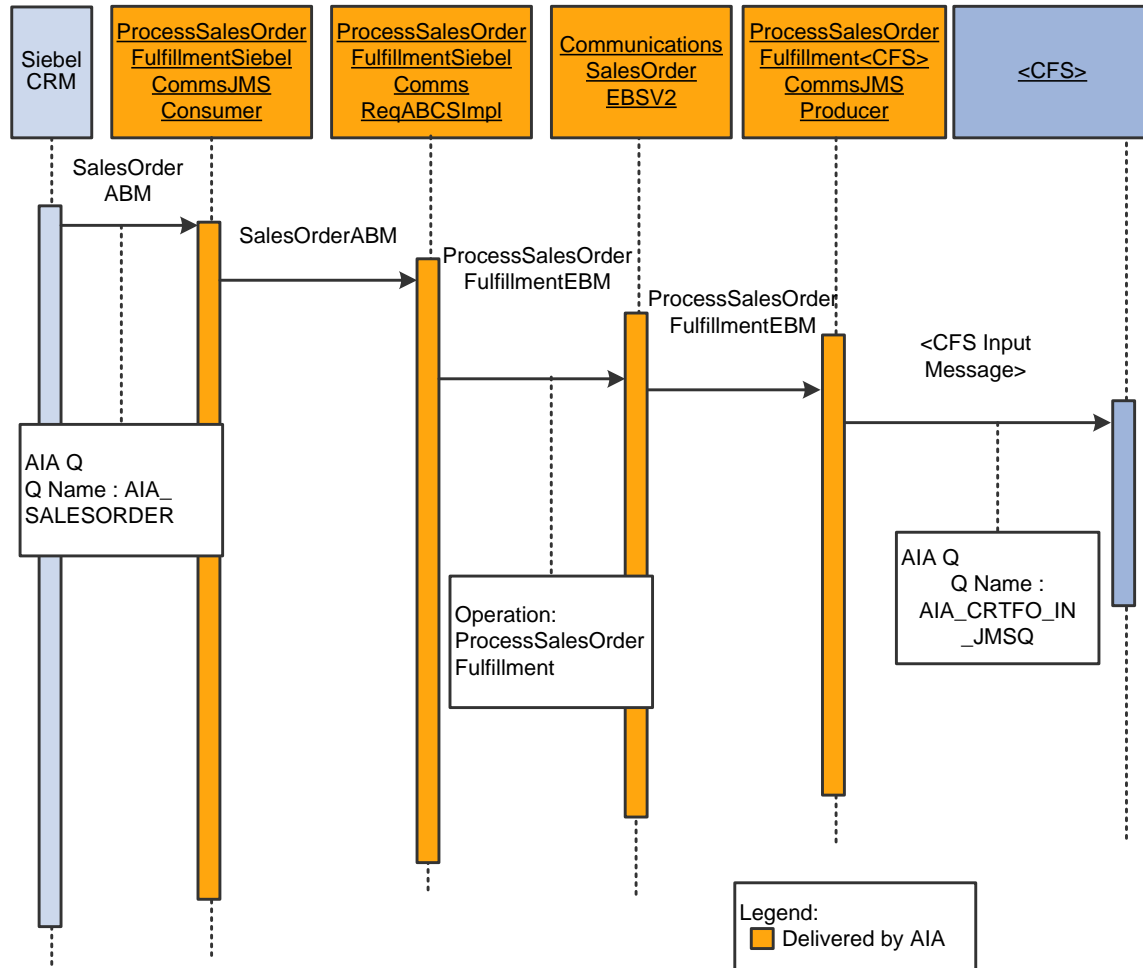 Siebel
CRM
ProcessSalesOrder
FulfillmentSiebel
CommsJMS
Consumer
ProcessSalesOrder
FulfillmentSiebel
Comms
ReqABCSImpl
Communications
SalesOrder
EBSV2
ProcessSalesOrder
Fulfillment<CFS>
CommsJMS
Producer
<CFS>
SalesOrder
ABM
SalesOrderABM
ProcessSalesOrder
FulfillmentEBM
ProcessSalesOrder
FulfillmentEBM
<CFS Input
Message>
AIA Q
Q Name : AIA_
SALESORDER
Operation:
ProcessSalesOrder
Fulfillment
AIA Q
Q Name :
AIA_CRTFO_IN
_JMSQ
Legend:
Delivered by AIA